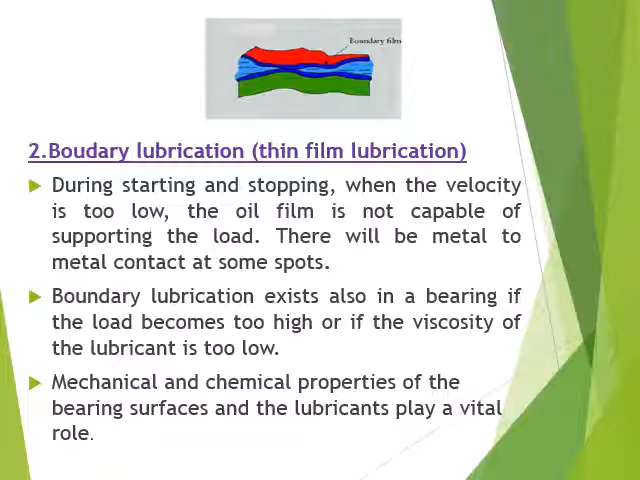 Boundary film
2.Boudary lubrication (thin film lubrication)
During starting and stopping, when the velocity
is too low, the oil film is not capable of
supporting the load. There will be metal to
metal contact at some spots.
Boundary lubrication exists also in a bearing if
the load becomes too high or if the viscosity of
the lubricant is too low.
Mechanical and chemical properties of the
bearing surfaces and the lubricants play a vital
role.